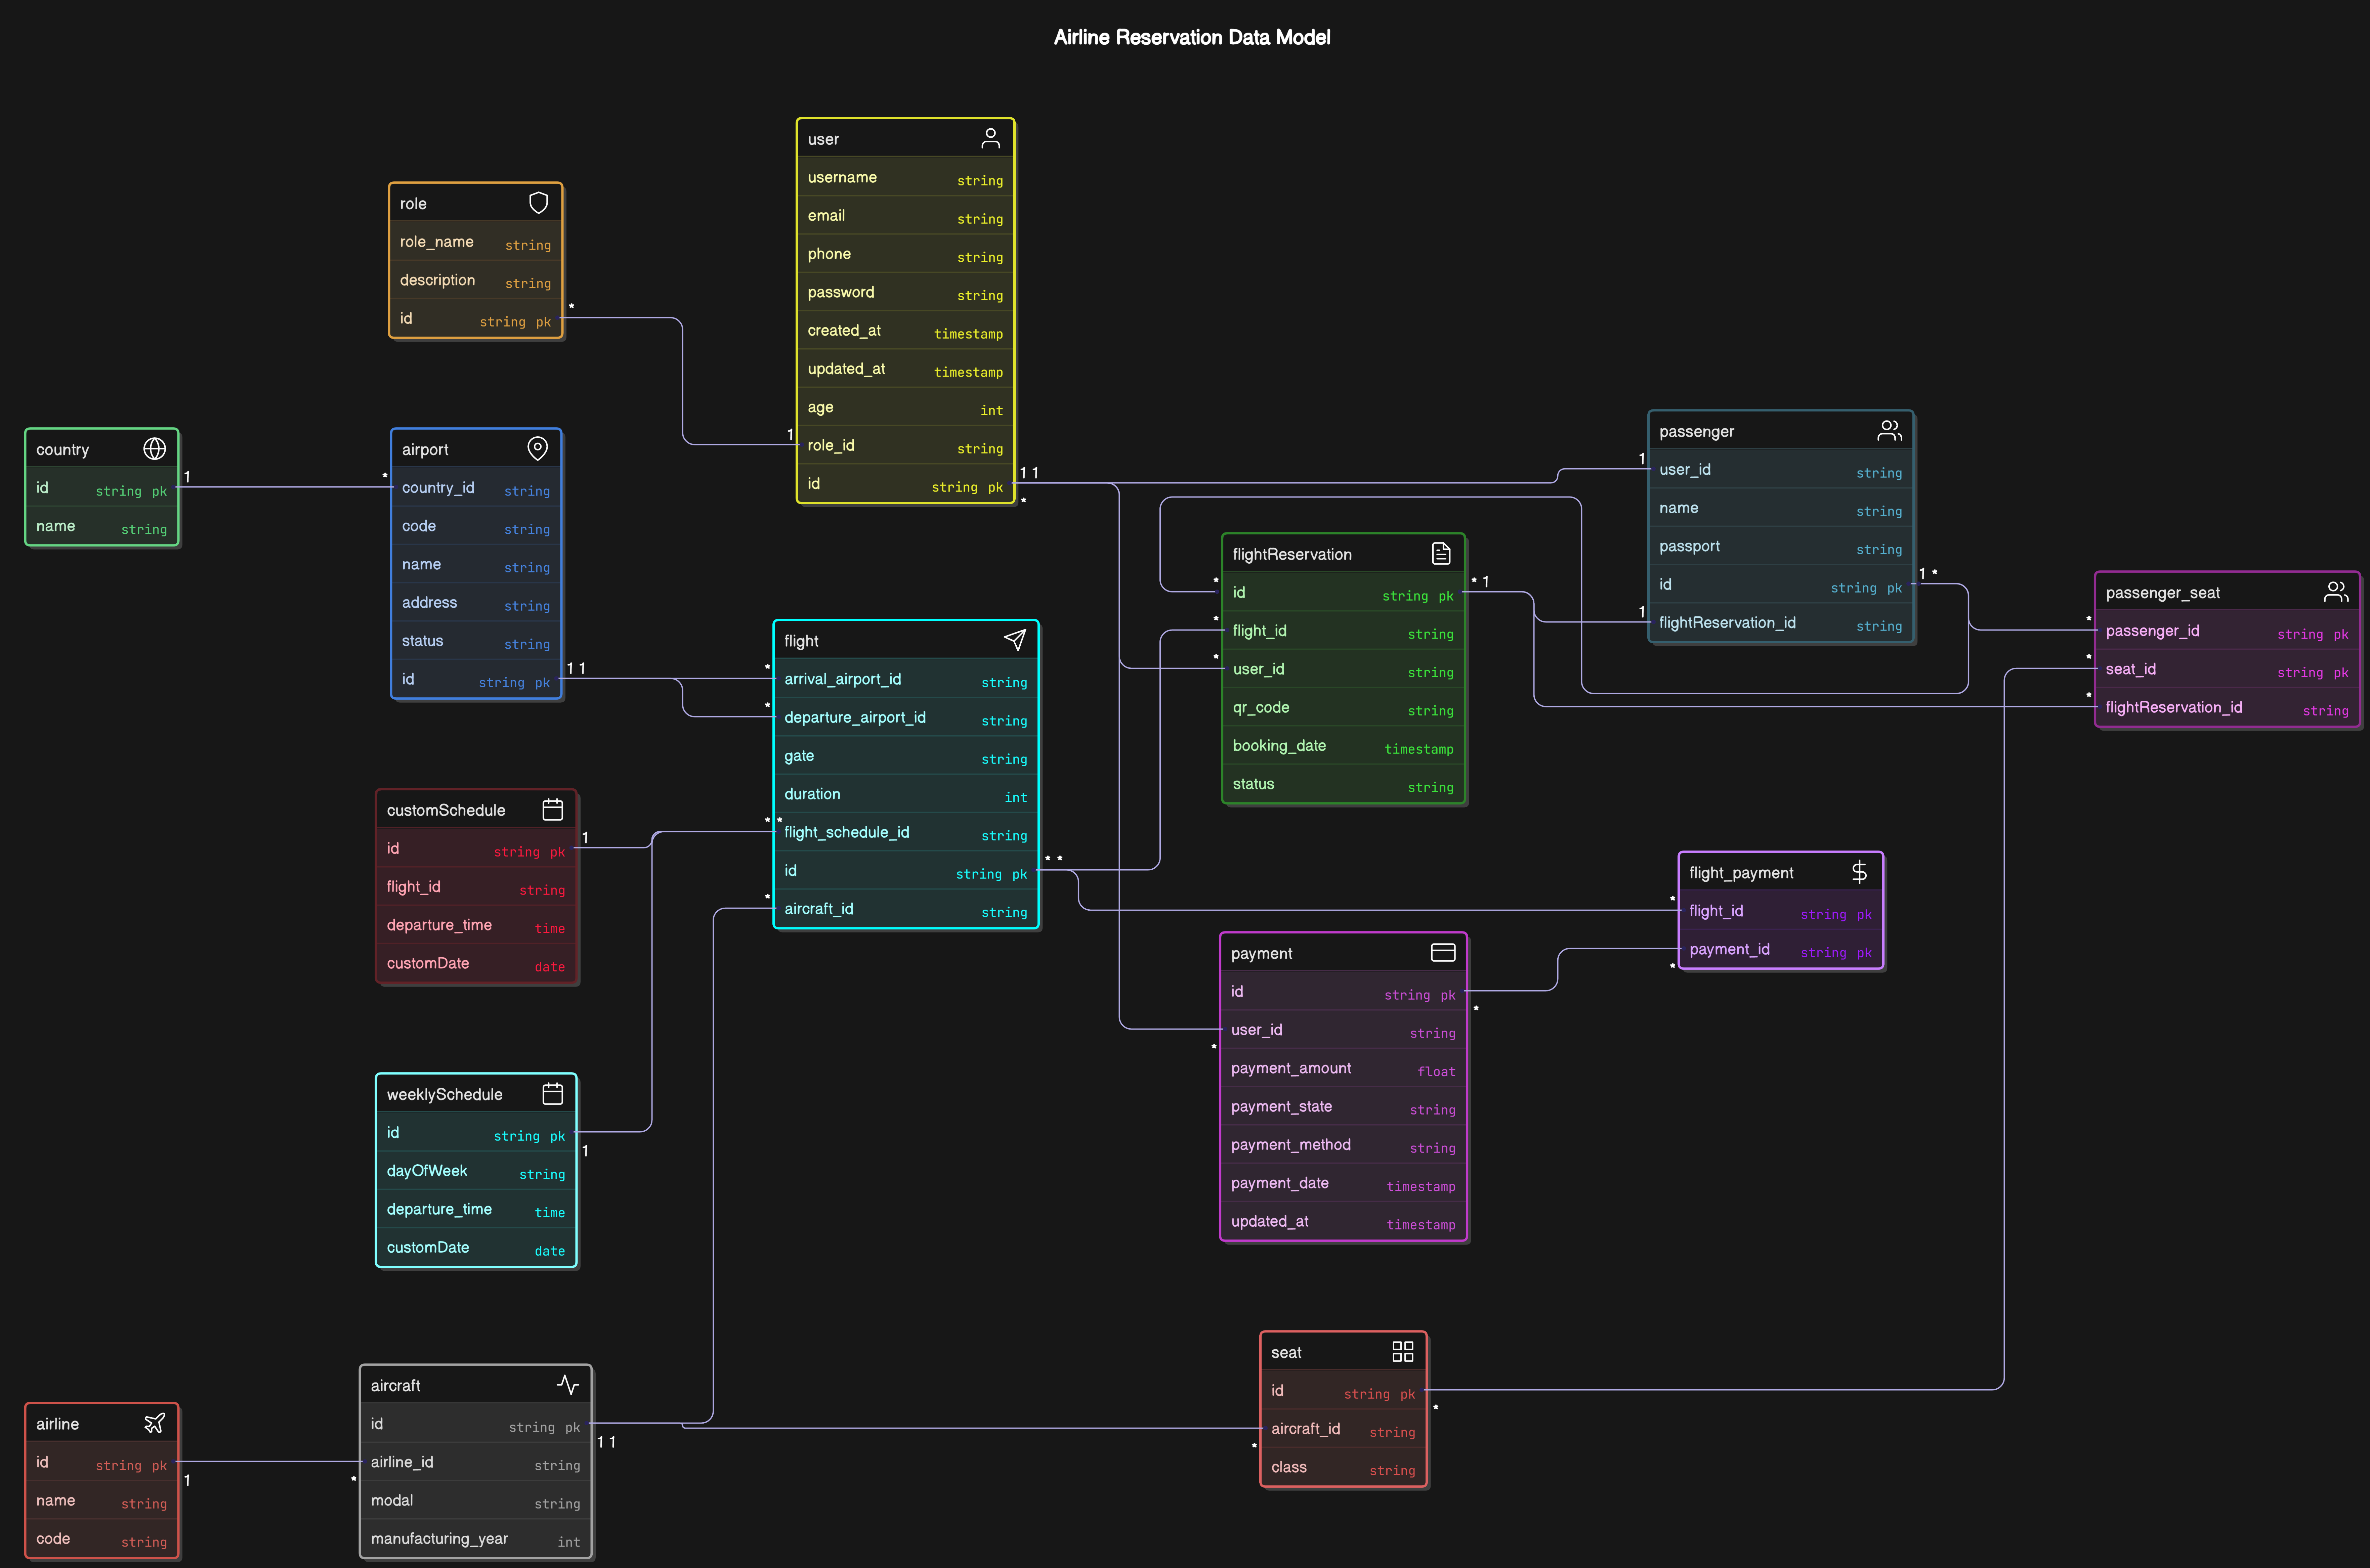 Airline Reservation Data Model
user
username string
email string
phone string
password string
created_at timestamp
updated_at timestamp
age int
1 role_id string
id string pk
1 1
*
role
role_name string
description string
id string pk
*
country
id string pk
name string
1
airport
* country_id string
code string
name string
address string
status string
id string pk
1 1
flight
* arrival_airport_id string
* departure_airport_id string
gate string
duration int
* * flight_schedule_id string
id string pk
* *
* aircraft_id string
customSchedule
id string pk
1
flight_id string
departure_time time
customDate date
weeklySchedule
id string pk
1
dayOfWeek string
departure_time time
customDate date
airline
id string pk
1
name string
code string
aircraft
id string pk
1 1
* airline_id string
modal string
manufacturing_year int
flightReservation
* id string pk
* 1
* flight_id string
* user_id string
qr_code string
booking_date timestamp
status string
passenger
1 user_id string
name string
passport string
id string pk
1 *
1 flightReservation_id string
passenger_seat
* passenger_id string pk
* seat_id string pk
* flightReservation_id string
flight_payment
* flight_id string pk
payment_id string pk
*
payment
id string pk
*
user_id string
*
payment_amount float
payment_state string
payment_method string
payment_date timestamp
updated_at timestamp
seat
id string pk
*
aircraft_id string
*
class string